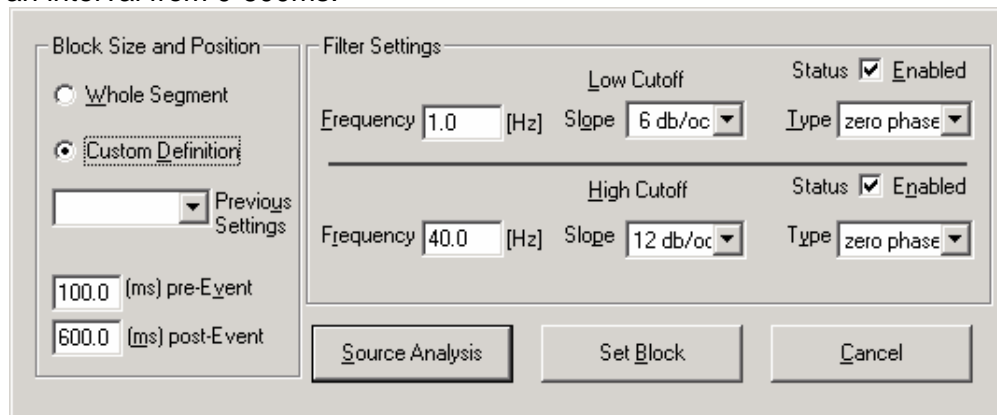 an interval from
Block Size and Position
Whole Segment
Custom Definition
Previous
Settings
100.0 (ms) pre-Event
600.0 (ms) post-Event
Filter Settings
Low Cutoff
Status Enabled
Frequency 1.0 [Hz] Slope 6 db/oc Type zero phase
High Cutoff
Status Enabled
Frequency 40.0 [Hz] Slope 12 db/oc Type zero phase
Source Analysis Set Block Cancel